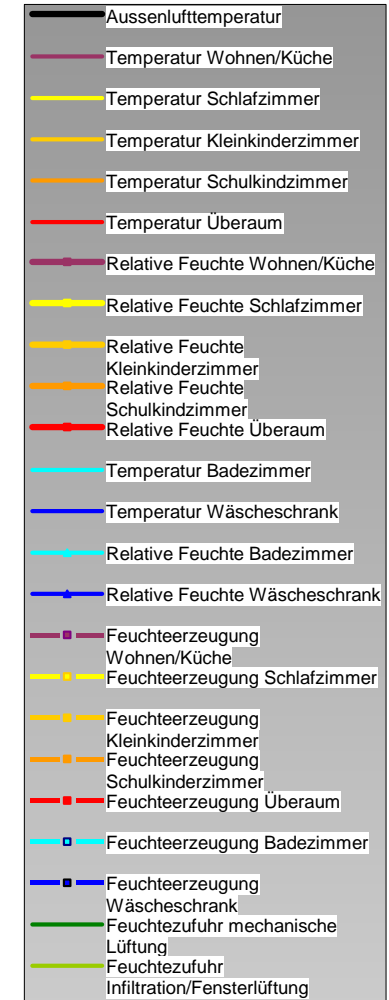 Aussenlufttemperatur
Temperatur Wohnen/Küche
Temperatur Schlafzimmer
Temperatur Kleinkinderzimmer
Temperatur Schulkindzimmer
Temperatur Überaum
Relative Feuchte Wohnen/Küche
Relative Feuchte Schlafzimmer
Relative Feuchte
Kleinkinderzimmer
Relative Feuchte
Schulkindzimmer
Relative Feuchte Überaum
Temperatur Badezimmer
Temperatur Wäscheschrank
Relative Feuchte Badezimmer
Relative Feuchte Wäscheschrank
Feuchteerzeugung
Wohnen/Küche
Feuchteerzeugung Schlafzimmer
Feuchteerzeugung
Kleinkinderzimmer
Feuchteerzeugung
Schulkinderzimmer
Feuchteerzeugung Überaum
Feuchteerzeugung Badezimmer
Feuchteerzeugung
Wäscheschrank
Feuchtezufuhr mechanische
Lüftung
Feuchtezufuhr
Infiltration/Fensterlüftung